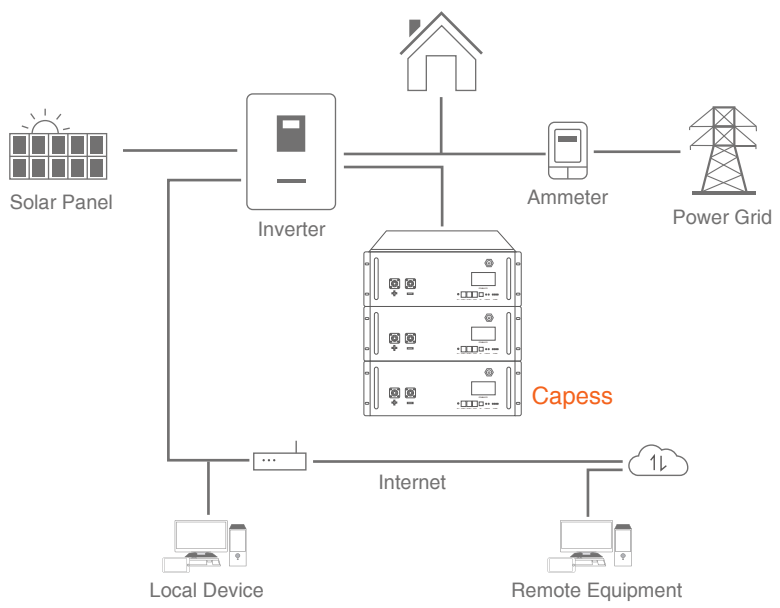 Solar Panel
Inverter
Ammeter
Power Grid
Capess
Internet
Local Device
Remote Equipment